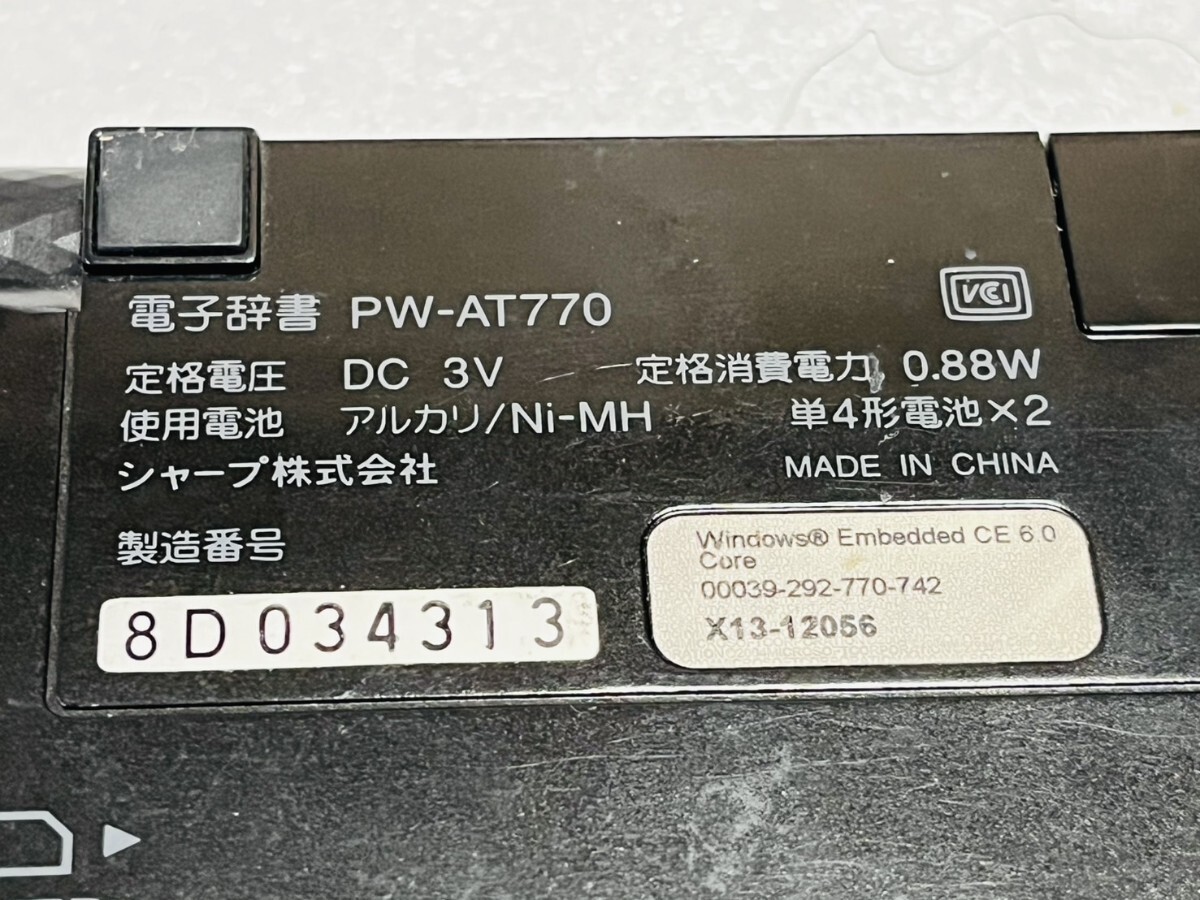 電子辞書 PW-AT770
VCI
定格電圧 DC 3V 定格消費電力 0.88W
使用電池 アルカリ/Ni-MH 単4形電池×2
シャープ株式会社 MADE IN CHINA
製造番号
8D034313
Windows® Embedded CE 6.0
Core
00039-292-770-742
X13-12056